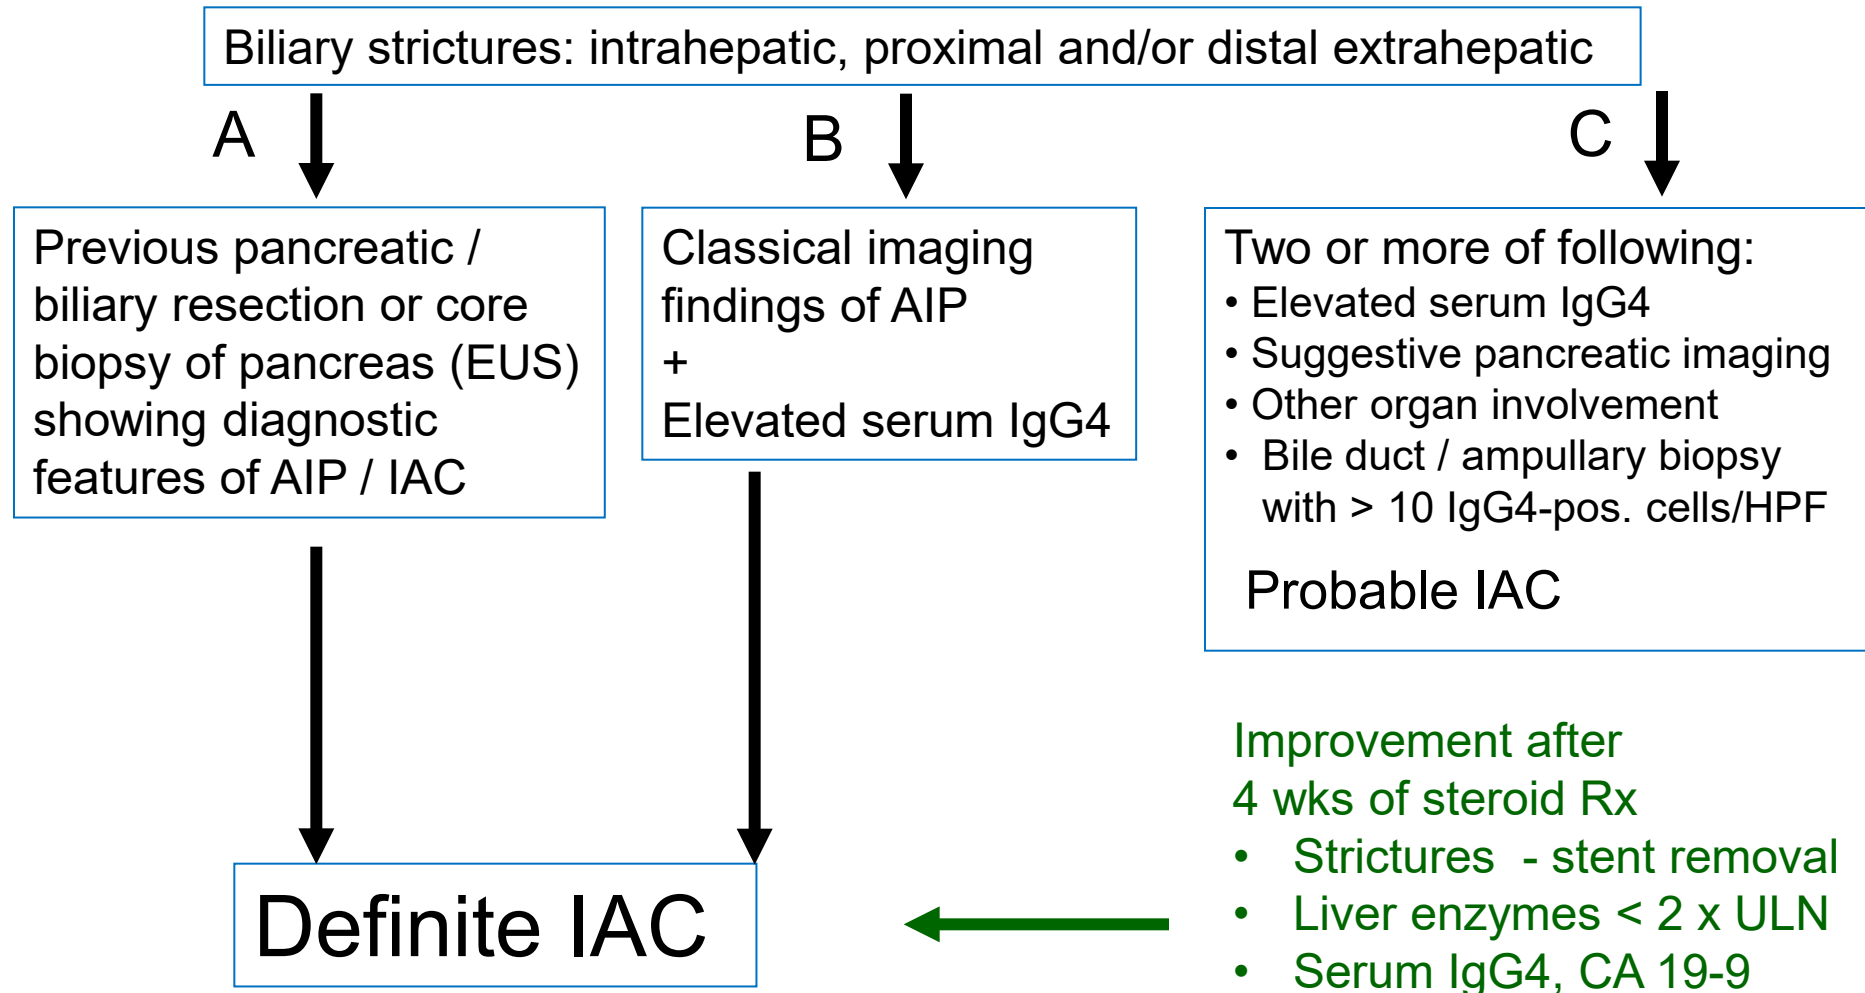 Biliary strictures: intrahepatic, proximal and/or distal extrahepatic
A
B
C
Previous pancreatic /
biliary resection or core
biopsy of pancreas (EUS)
showing diagnostic
features of AIP / IAC
Classical imaging
findings of AIP
+
Elevated serum IgG4
Two or more of following:
• Elevated serum IgG4
• Suggestive pancreatic imaging
• Other organ involvement
• Bile duct / ampullary biopsy
with > 10 IgG4-pos. cells/HPF
Probable IAC
Improvement after
4 wks of steroid Rx
• Strictures - stent removal
• Liver enzymes < 2 x ULN
• Serum IgG4, CA 19-9
Definite IAC